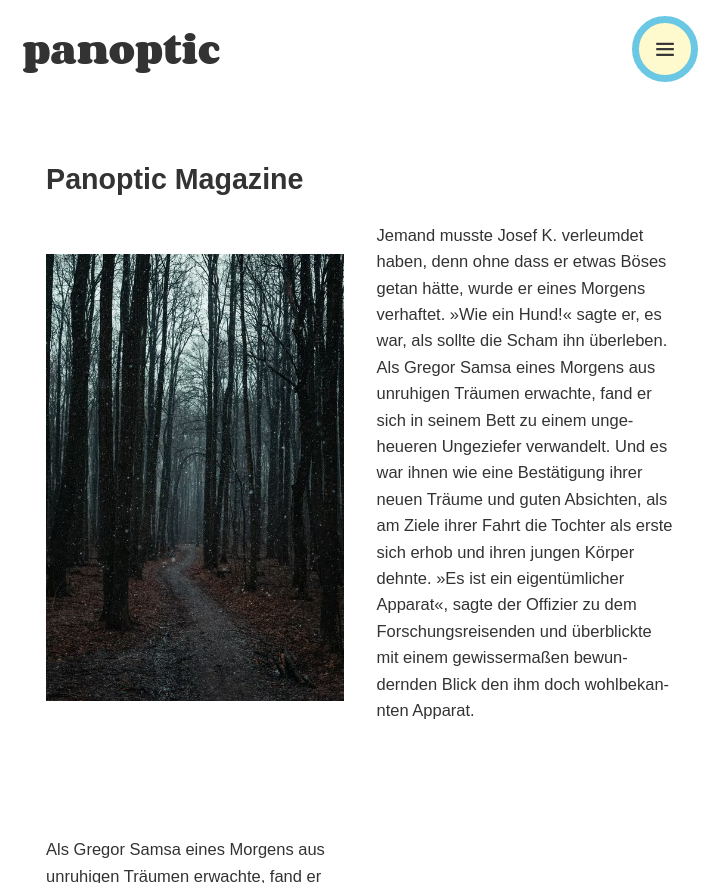 panoptic
Panoptic Magazine
Jemand musste Josef K. verleumdet
haben, denn ohne dass er etwas Böses
getan hätte, wurde er eines Morgens
verhaftet. »Wie ein Hund!« sagte er, es
war, als sollte die Scham ihn überleben.
Als Gregor Samsa eines Morgens aus
unruhigen Träumen erwachte, fand er
sich in seinem Bett zu einem unge-
heueren Ungeziefer verwandelt. Und es
war ihnen wie eine Bestätigung ihrer
neuen Träume und guten Absichten, als
am Ziele ihrer Fahrt die Tochter als erste
sich erhob und ihren jungen Körper
dehnte. »Es ist ein eigentümlicher
Apparat«, sagte der Offizier zu dem
Forschungsreisenden und überblickte
mit einem gewissermaßen bewun-
dernden Blick den ihm doch wohlbekan-
nten Apparat.
Als Gregor Samsa eines Morgens aus
unruhigen Träumen erwachte, fand er